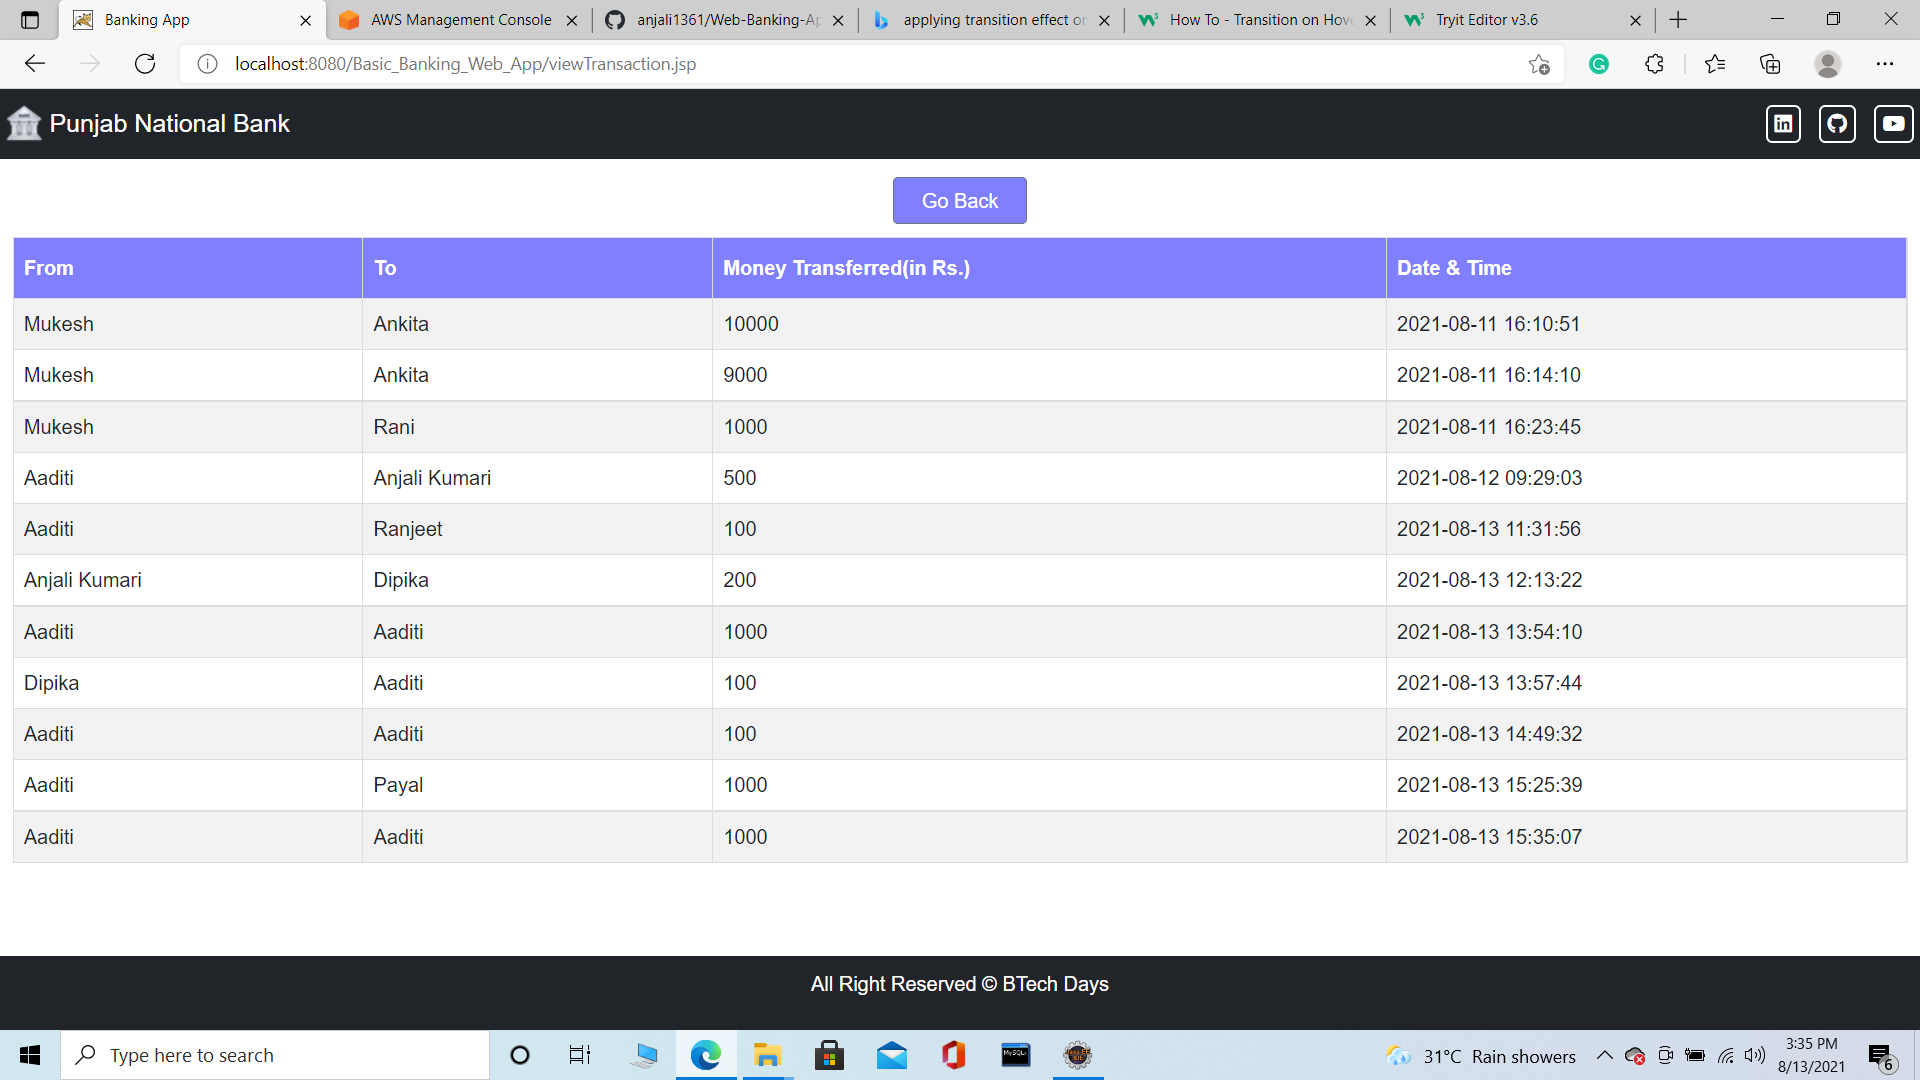 Banking App
AWS Management Console
anjali1361/Web-Banking-Ap
applying transition effect on
How To - Transition on Hove
Tryit Editor v3.6
localhost:8080/Basic_Banking_Web_App/viewTransaction.jsp
Punjab National Bank
Go Back
From To Money Transferred(in Rs.) Date & Time
Mukesh Ankita 10000 2021-08-11 16:10:51
Mukesh Ankita 9000 2021-08-11 16:14:10
Mukesh Rani 1000 2021-08-11 16:23:45
Aaditi Anjali Kumari 500 2021-08-12 09:29:03
Aaditi Ranjeet 100 2021-08-13 11:31:56
Anjali Kumari Dipika 200 2021-08-13 12:13:22
Aaditi Aaditi 1000 2021-08-13 13:54:10
Dipika Aaditi 100 2021-08-13 13:57:44
Aaditi Aaditi 100 2021-08-13 14:49:32
Aaditi Payal 1000 2021-08-13 15:25:39
Aaditi Aaditi 1000 2021-08-13 15:35:07
All Right Reserved © BTech Days
Type here to search
31°C Rain showers
3:35 PM
8/13/2021
6